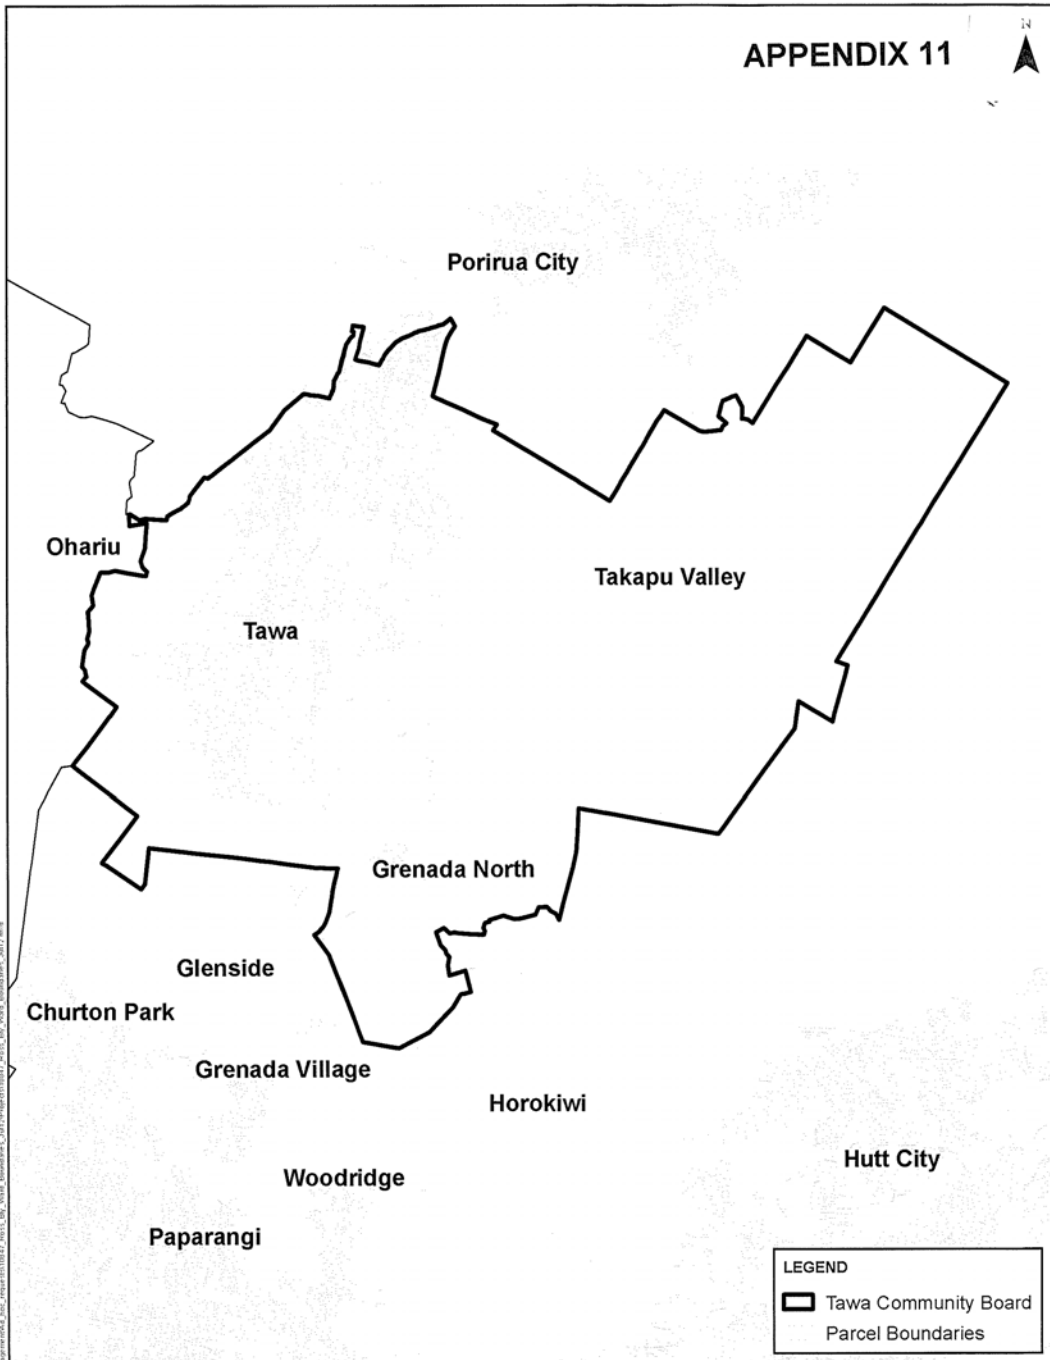 APPENDIX 11
N
Porirua City
Ohariu
Takapu Valley
Tawa
Grenada North
Glenside
Churton Park
Grenada Village
Horokiwi
Hutt City
Woodridge
Paparangi
LEGEND
Tawa Community Board
Parcel Boundaries